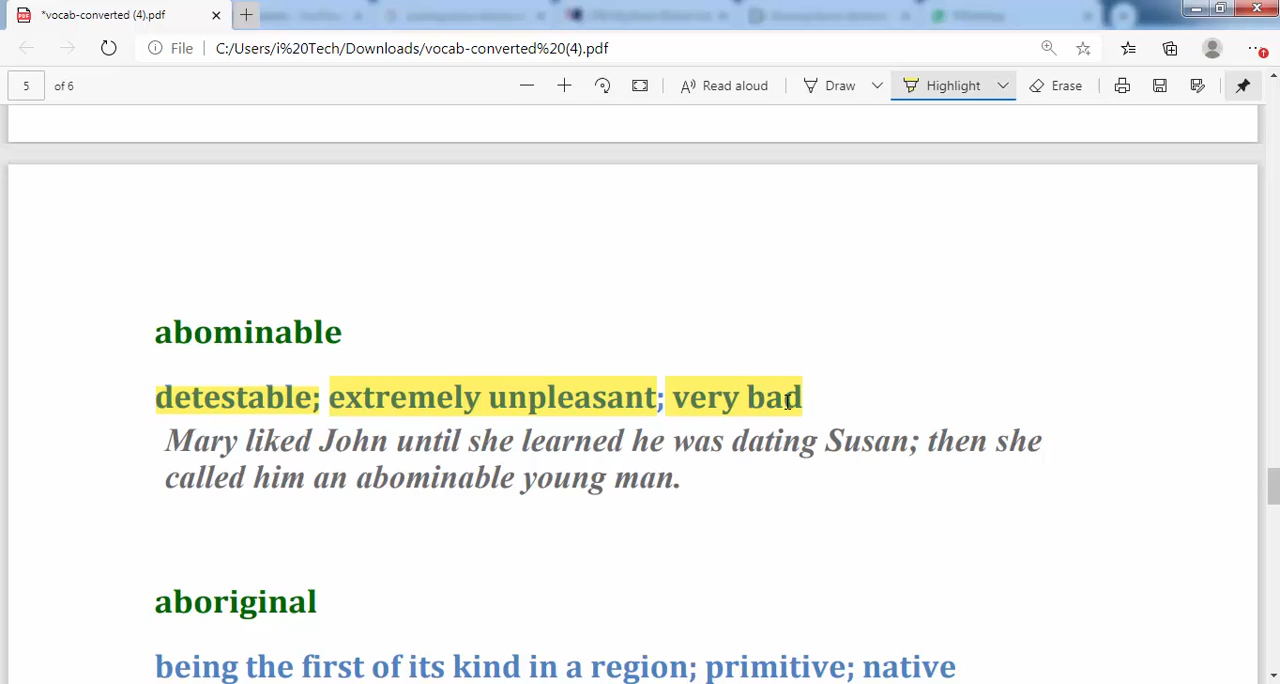 *vocab-converted (4).pdf
File C:/Users/i%20Tech/Downloads/vocab-converted%20(4).pdf
5 of 6 Read aloud Draw Highlight Erase
abominable
detestable; extremely unpleasant; very bad
Mary liked John until she learned he was dating Susan; then she
called him an abominable young man.
aboriginal
being the first of its kind in a region; primitive; native